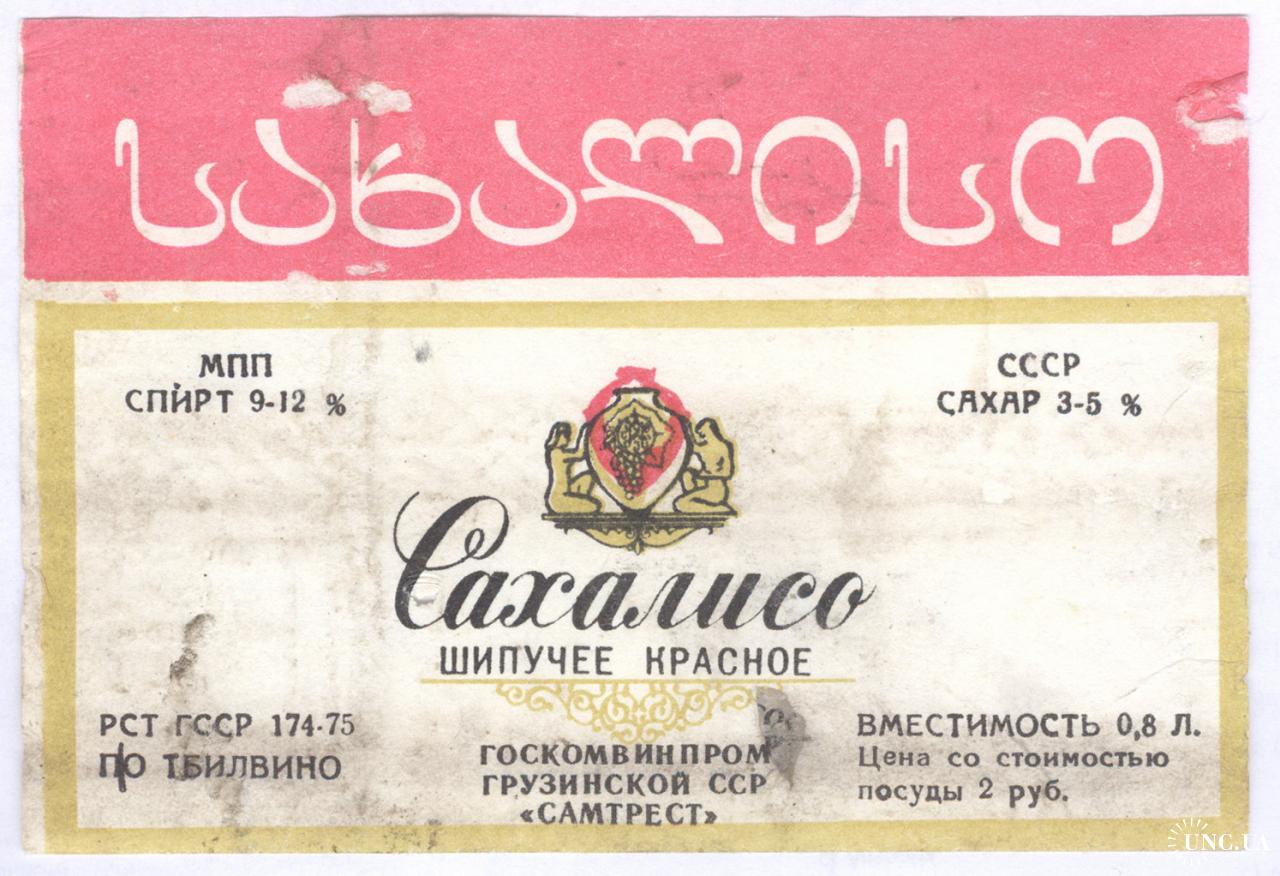 სახალისო
МПП
СПИРТ 9-12 %
СССР
САХАР 3-5 %
Сахалисо
ШИПУЧЕЕ КРАСНОЕ
РСТ ГССР 174-75
ПО ТБИЛВИНО
ГОСКОМВИНПРОМ
ГРУЗИНСКОЙ ССР
«САМТРЕСТ»
ВМЕСТИМОСТЬ 0,8 Л.
Цена со стоимостью
посуды 2 руб.
UNC.UA